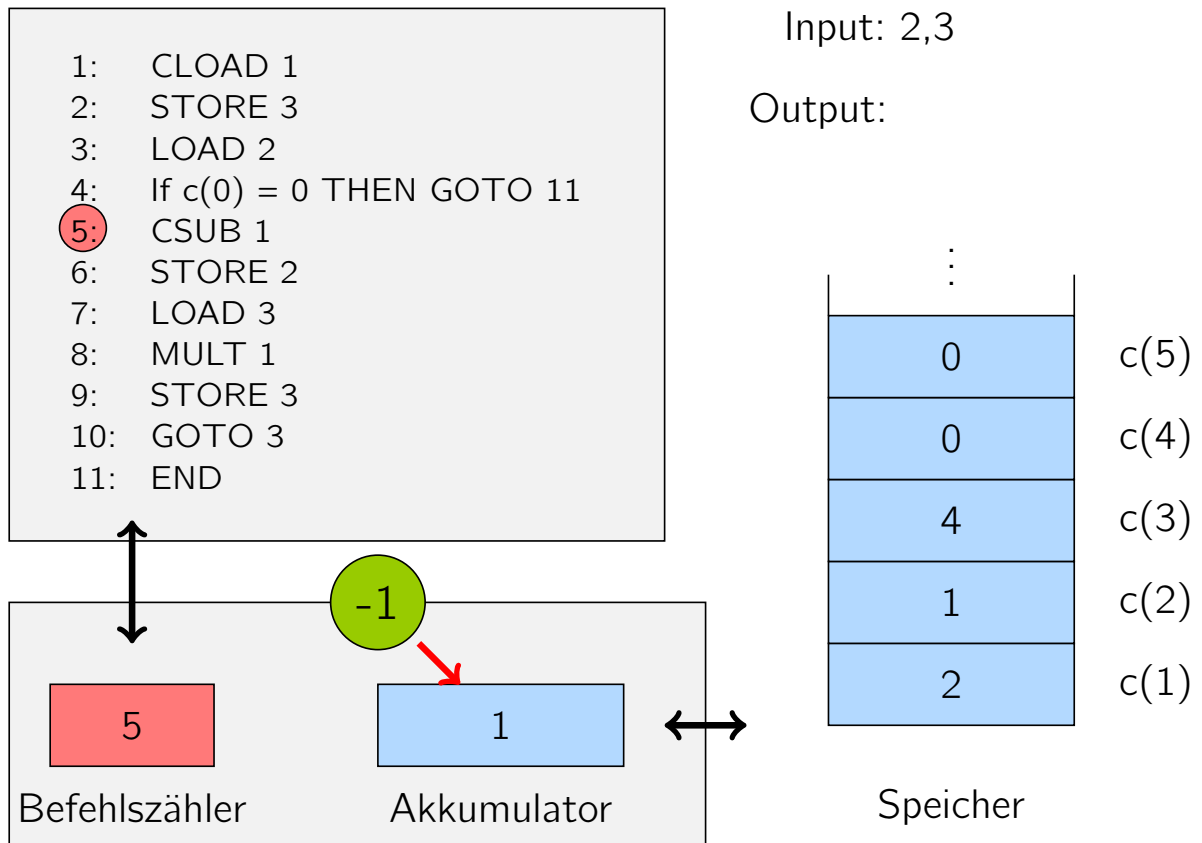 1: CLOAD 1
2: STORE 3
3: LOAD 2
4: If c(0) = 0 THEN GOTO 11
5: CSUB 1
6: STORE 2
7: LOAD 3
8: MULT 1
9: STORE 3
10: GOTO 3
11: END
Input: 2,3
Output:
-1
5
1
Befehlszähler
Akkumulator
⋮
0 c(5)
0 c(4)
4 c(3)
1 c(2)
2 c(1)
Speicher